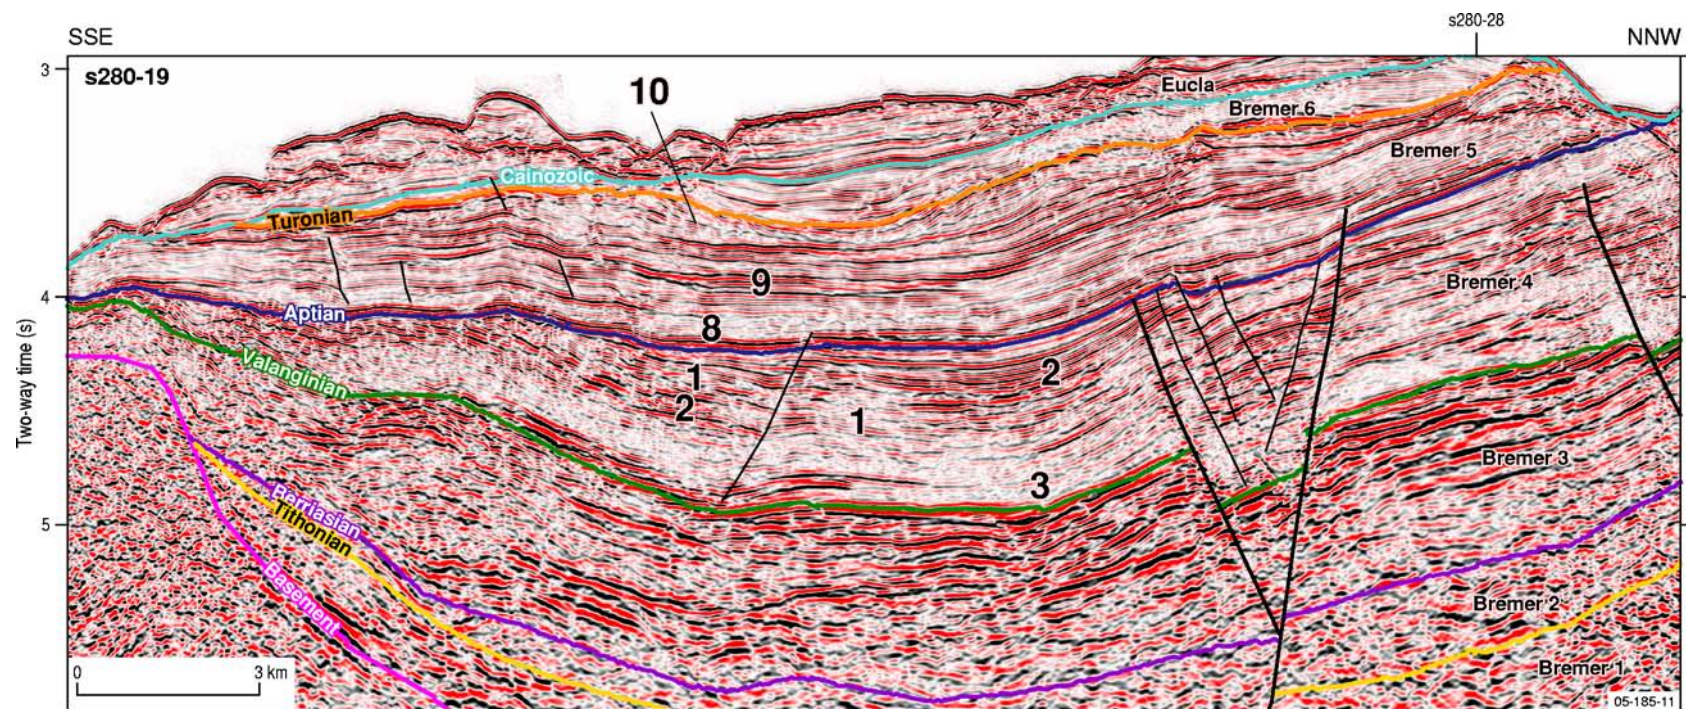 s280-28
SSE
NNW
s280-19
3
10
Eucla
Bremer 6
Bremer 5
Cainozoic
Turonian
9
Bremer 4
4
Aptian
8
Valanginian
1
2
2
1
Two-way time (s)
3
Bremer 3
Berriasian
Tithonian
5
Basement
Bremer 2
Bremer 1
0
3 km
05-185-11